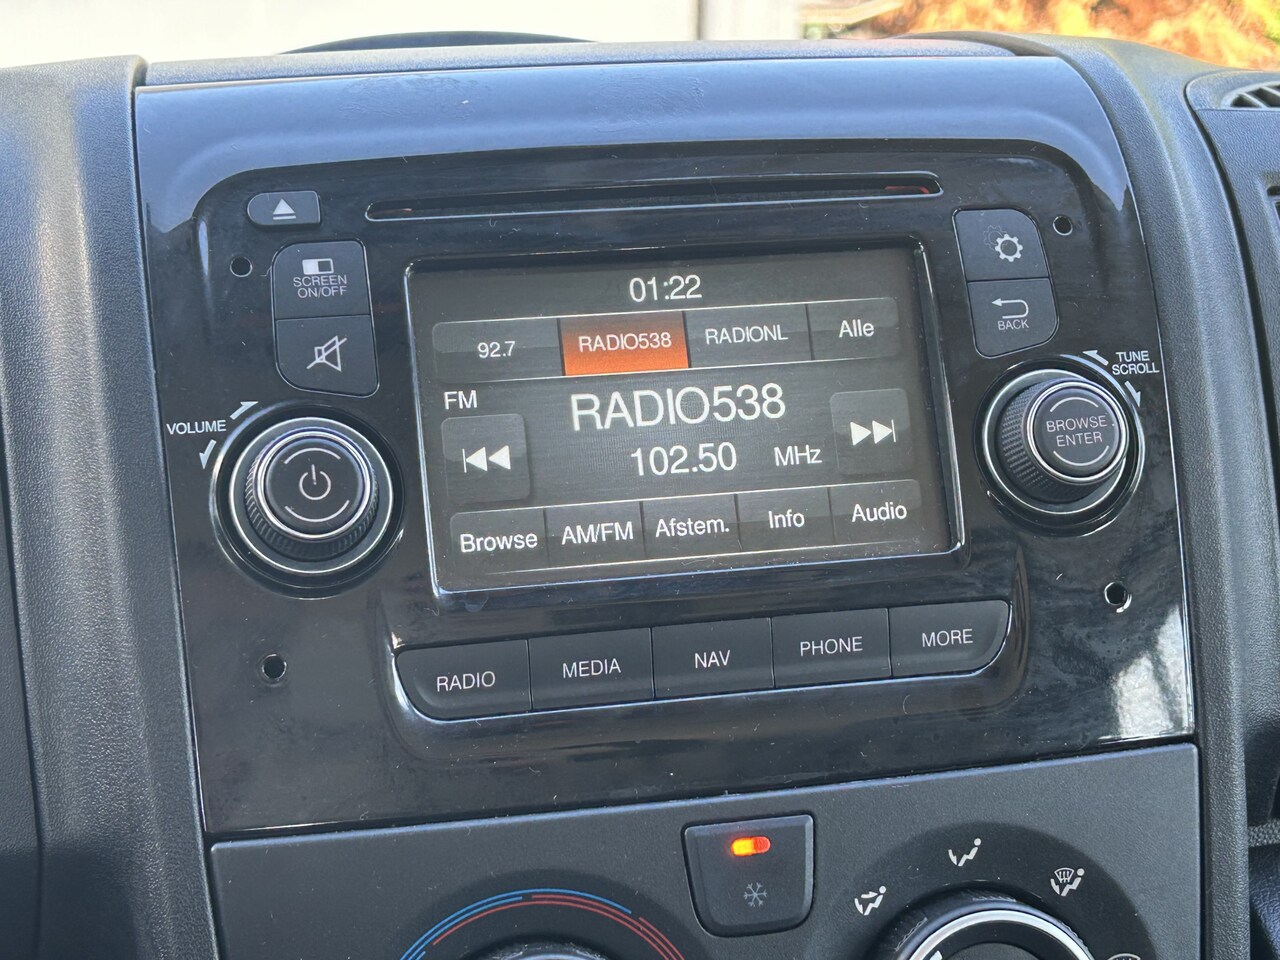 SCREEN
ON/OFF
VOLUME
01:22
92.7 RADIO538 RADIONL Alle
FM
RADIO538
102.50 MHz
Browse AM/FM Afstem. Info Audio
BACK
TUNE
SCROLL
BROWSE
ENTER
RADIO MEDIA NAV PHONE MORE